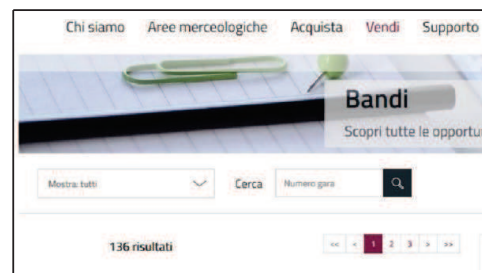 Chi siamo Aree merceologiche Acquista Vendi Supporto
Bandi
Scopri tutte le opportu
Mostra: tutti Cerca Numero gara
136 risultati << < 1 2 3 > >>